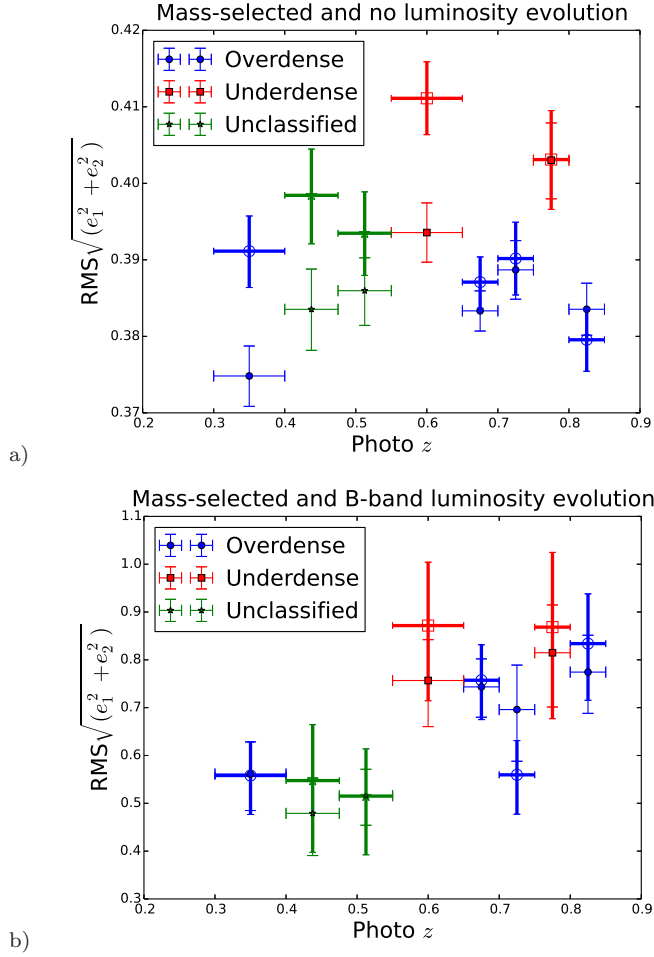 Mass-selected and no luminosity evolution
0.42
Overdense
Underdense
Unclassified
0.41
0.40
RMS√(e₁² +e₂²)
0.39
0.38
0.37
0.2 0.3 0.4 0.5 0.6 0.7 0.8 0.9
Photo z
a)
Mass-selected and B-band luminosity evolution
1.1
Overdense
Underdense
Unclassified
1.0
0.9
0.8
RMS√(e₁² +e₂²)
0.7
0.6
0.5
0.4
0.3
0.2 0.3 0.4 0.5 0.6 0.7 0.8 0.9
Photo z
b)